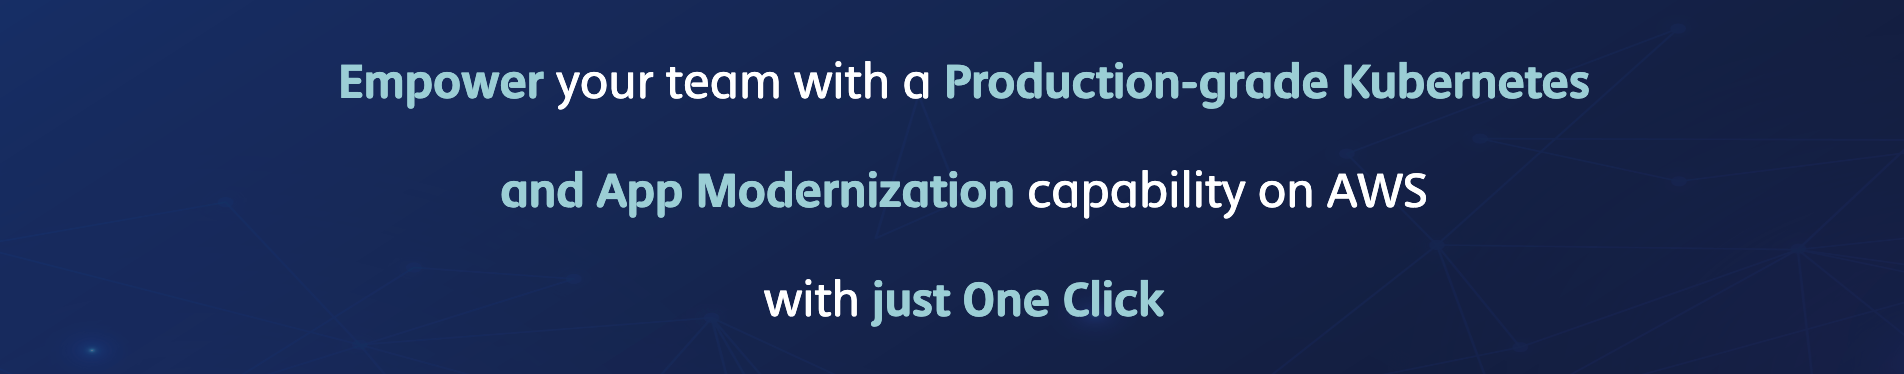 Empower your team with a Production-grade Kubernetes
and App Modernization capability on AWS
with just One Click